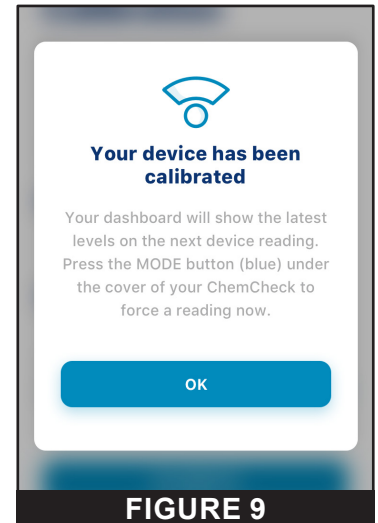 Your device has been
calibrated
Your dashboard will show the latest
levels on the next device reading.
Press the MODE button (blue) under
the cover of your ChemCheck to
force a reading now.
OK
FIGURE 9